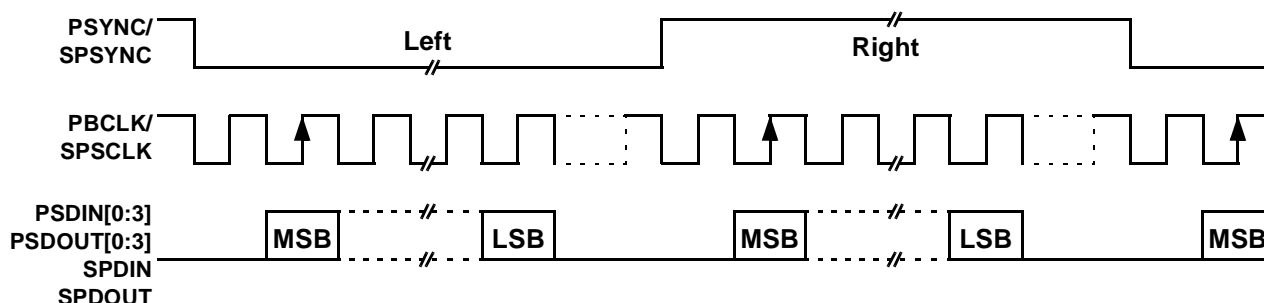 PSYNC/
SPSYNC
Left
Right
PBCLK/
SPSCLK
PSDIN[0:3]
PSDOUT[0:3]
SPDIN
SPDOUT
MSB
LSB
MSB
LSB
MSB